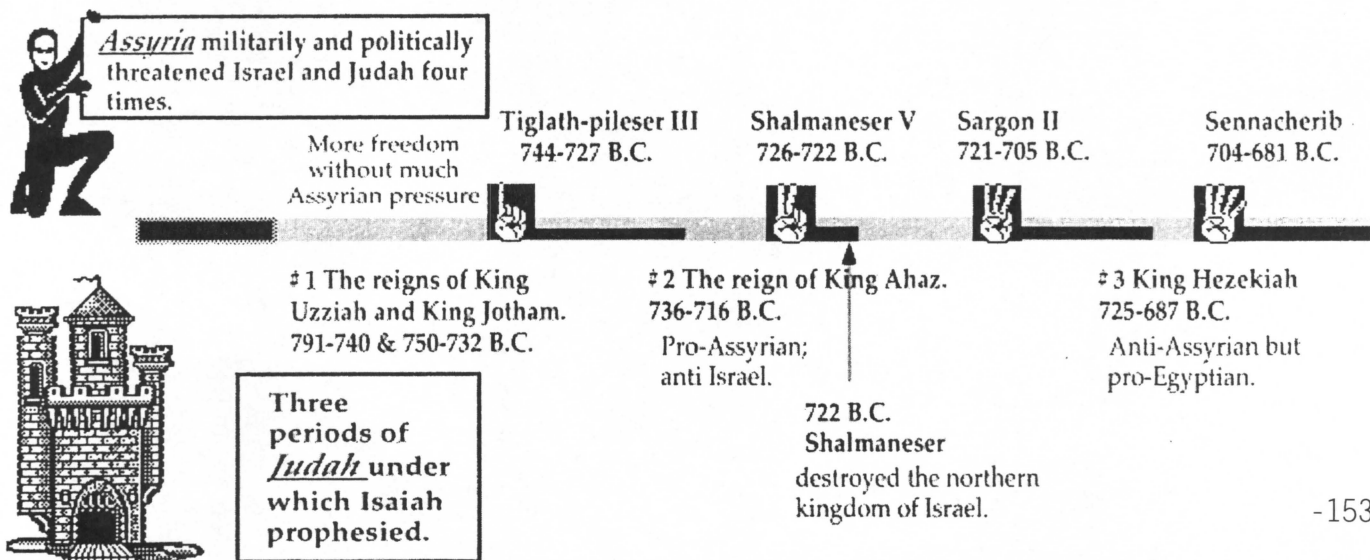 Assyria militarily and politically
threatened Israel and Judah four
times.
More freedom
without much
Assyrian pressure
Tiglath-pileser III
744-727 B.C.
Shalmaneser V
726-722 B.C.
Sargon II
721-705 B.C.
Sennacherib
704-681 B.C.
#1 The reigns of King
Uzziah and King Jotham.
791-740 & 750-732 B.C.
#2 The reign of King Ahaz.
736-716 B.C.
Pro-Assyrian;
anti Israel.
#3 King Hezekiah
725-687 B.C.
Anti-Assyrian but
pro-Egyptian.
Three
periods of
Judah under
which Isaiah
prophesied.
722 B.C.
Shalmaneser
destroyed the northern
kingdom of Israel.
-153